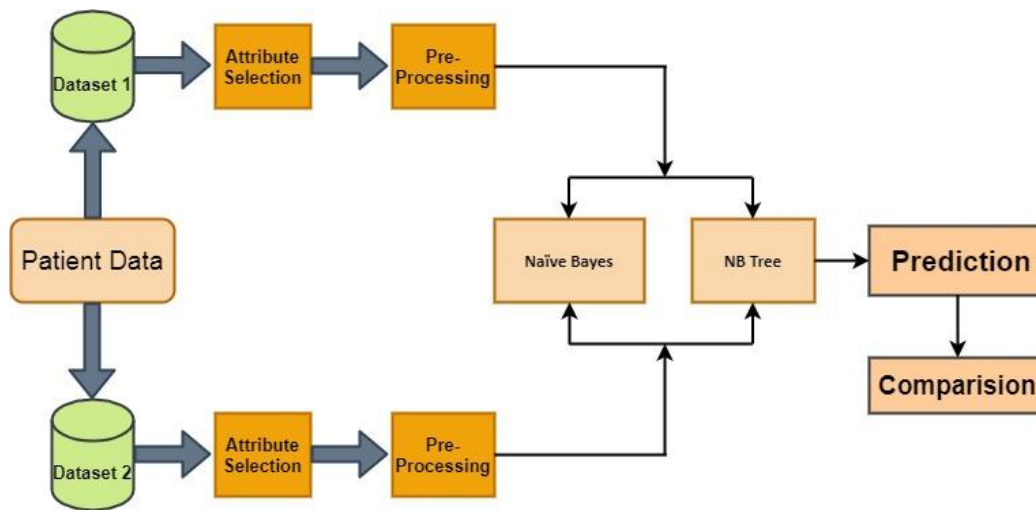 Dataset 1
Attribute
Selection
Pre-
Processing
Patient Data
Naïve Bayes
NB Tree
Prediction
Comparision
Dataset 2
Attribute
Selection
Pre-
Processing